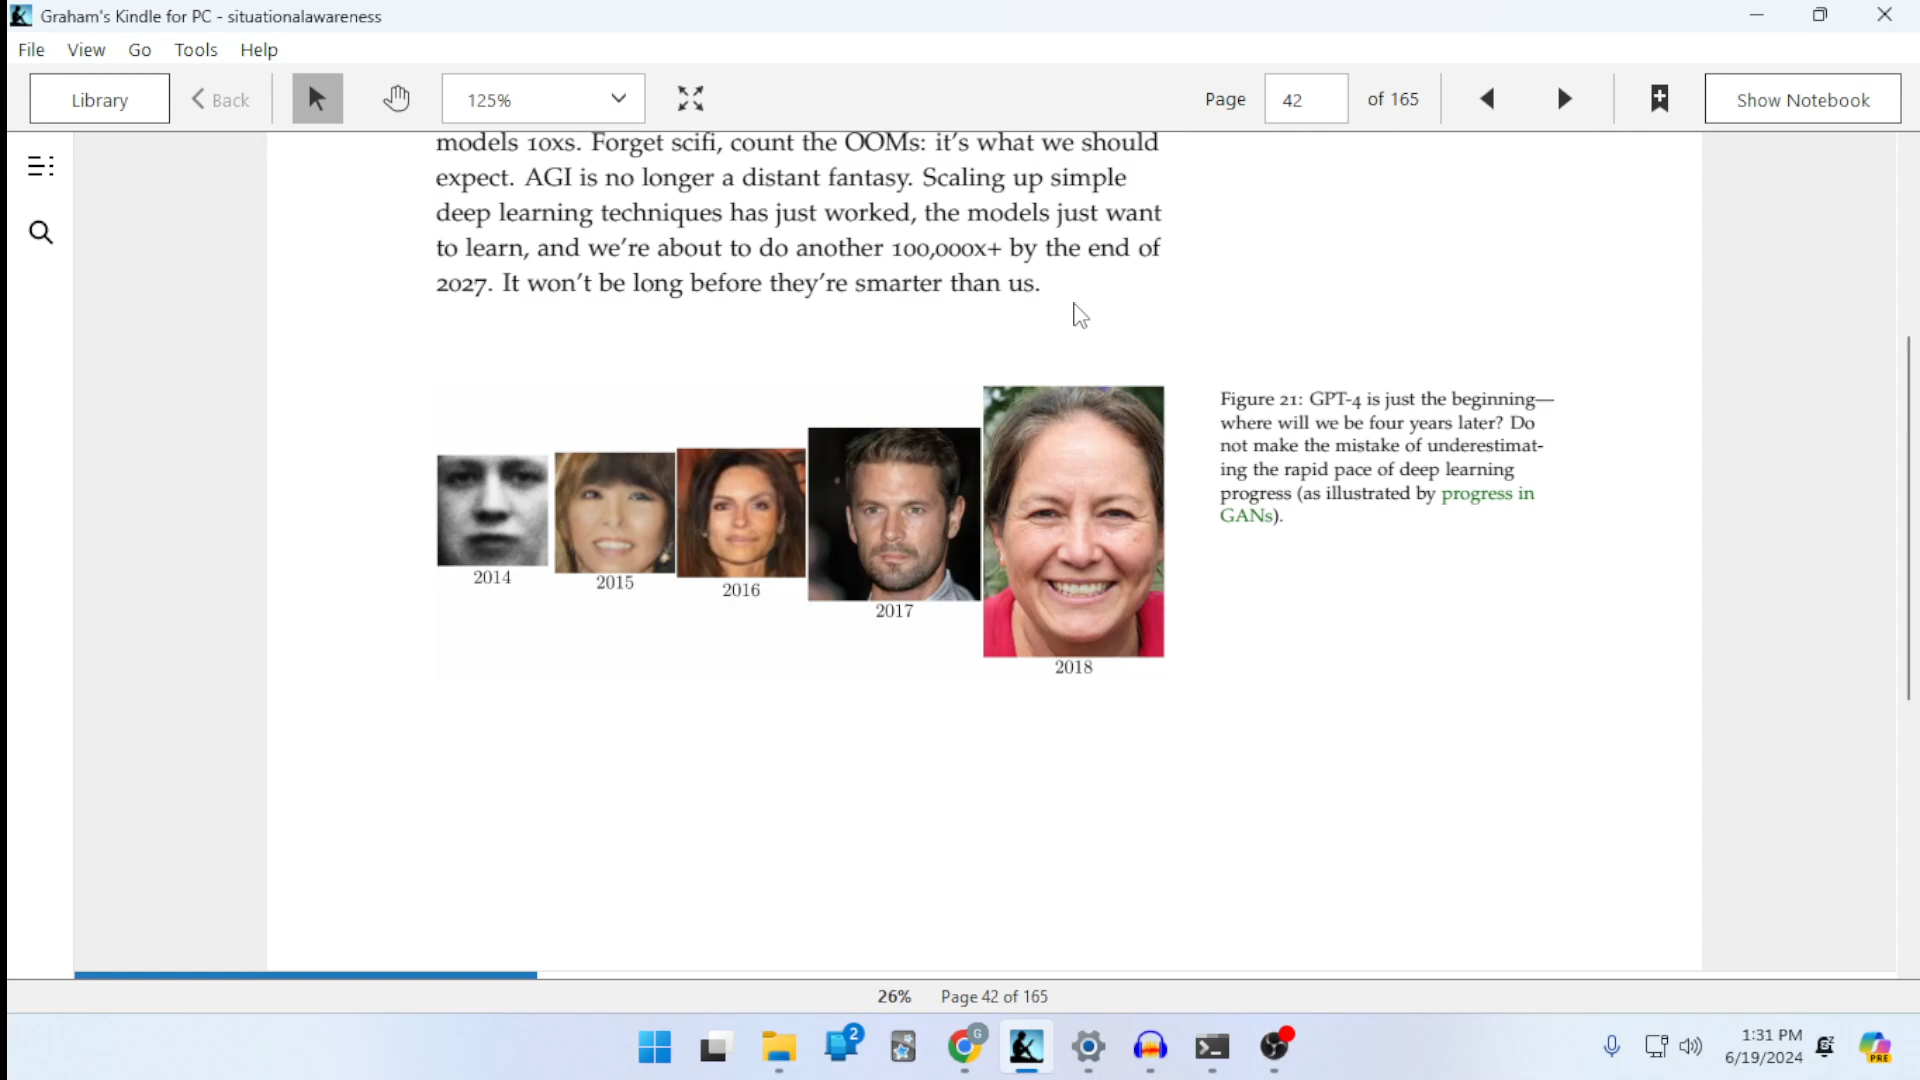 Graham's Kindle for PC - situationalawareness
File View Go Tools Help
Library Back 125% Page 42 of 165 Show Notebook
models 10xs. Forget scifi, count the OOMs: it's what we should
expect. AGI is no longer a distant fantasy. Scaling up simple
deep learning techniques has just worked, the models just want
to learn, and we're about to do another 100,000x+ by the end of
2027. It won't be long before they're smarter than us.
2014
2015
2016
2017
2018
Figure 21: GPT-4 is just the beginning—
where will we be four years later? Do
not make the mistake of underestimat-
ing the rapid pace of deep learning
progress (as illustrated by progress in
GANs).
26% Page 42 of 165
2
G
1:31 PM
6/19/2024
PRE